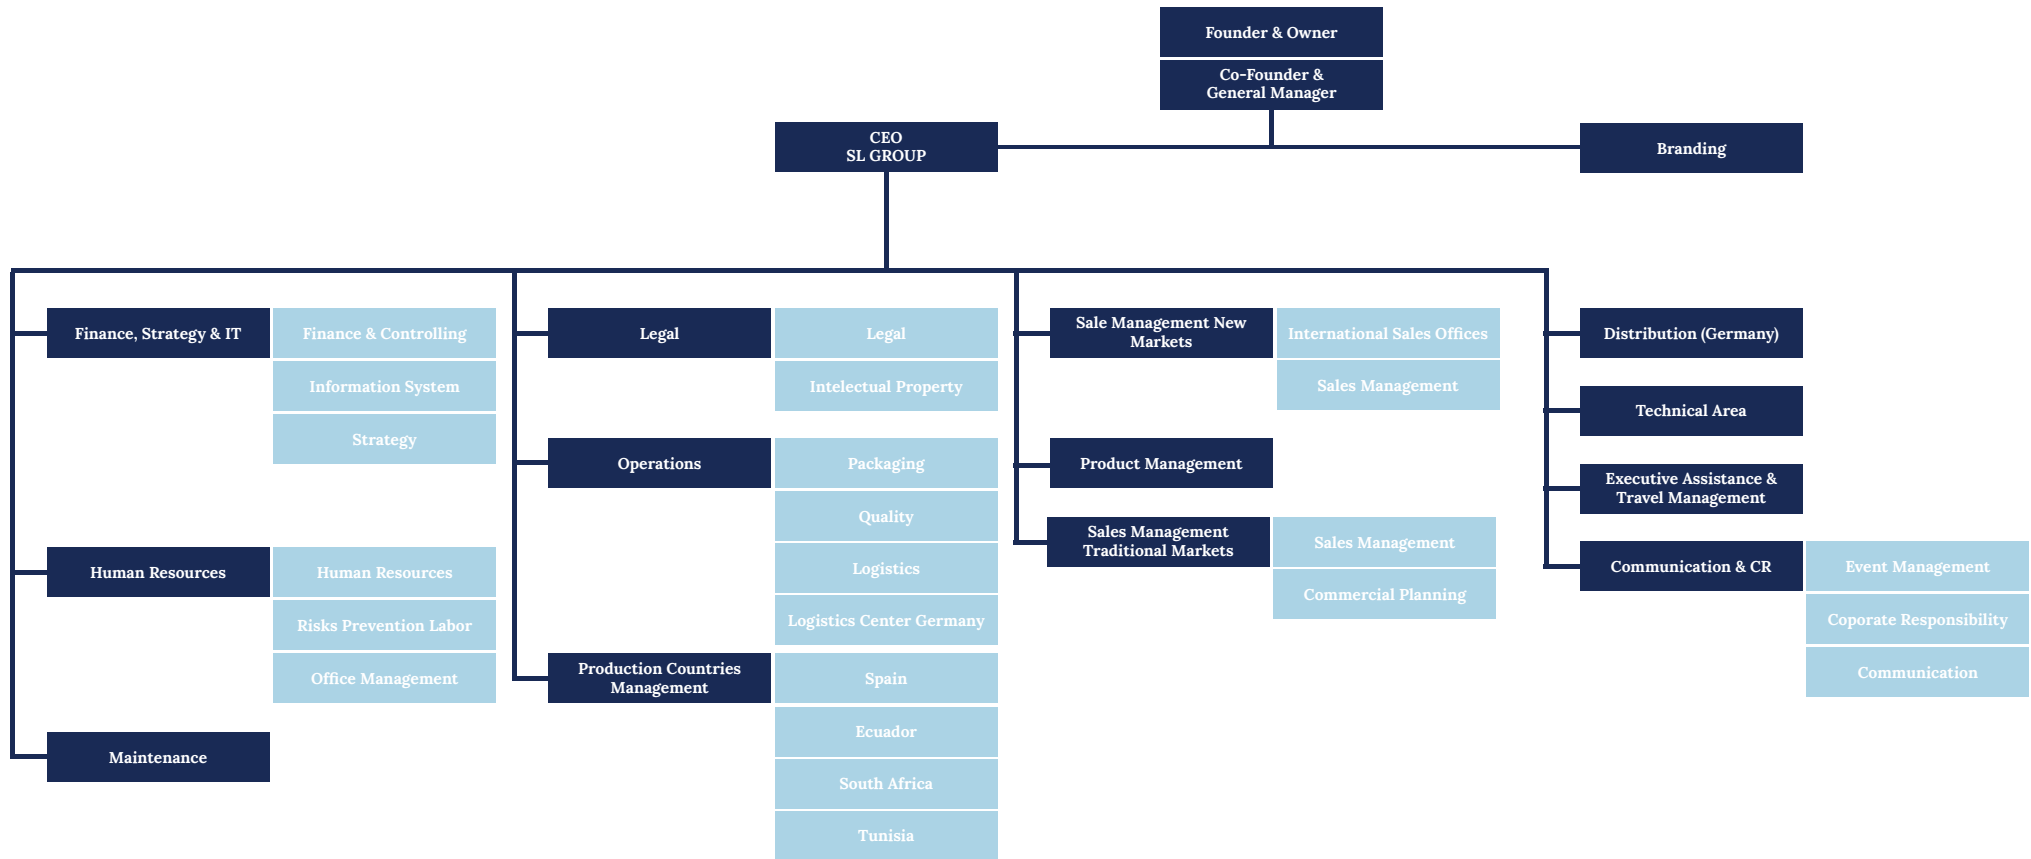 Founder & Owner
Co-Founder &
General Manager
CEO
SL GROUP
Branding
Finance, Strategy & IT
Finance & Controlling
Information System
Strategy
Human Resources
Human Resources
Risks Prevention Labor
Office Management
Maintenance
Legal
Legal
Intelectual Property
Operations
Packaging
Quality
Logistics
Logistics Center Germany
Production Countries
Management
Spain
Ecuador
South Africa
Tunisia
Sale Management New
Markets
International Sales Offices
Sales Management
Product Management
Sales Management
Traditional Markets
Sales Management
Commercial Planning
Distribution (Germany)
Technical Area
Executive Assistance &
Travel Management
Communication & CR
Event Management
Coporate Responsibility
Communication